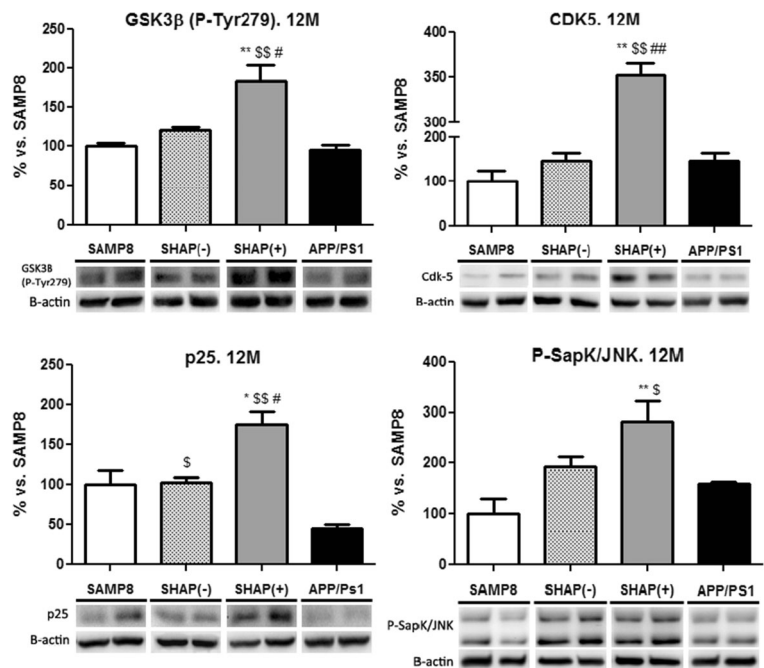 GSK3β (P-Tyr279). 12M
** $$ #
% vs. SAMP8
250
200
150
100
50
0
SAMP8 SHAP(-) SHAP(+) APP/PS1
GSK3B
(P-Tyr279)
B-actin
CDK5. 12M
** $$ ##
% vs. SAMP8
400
350
300
200
150
100
50
0
SAMP8 SHAP(-) SHAP(+) APP/PS1
Cdk-5
B-actin
p25. 12M
* $$ #
$
% vs. SAMP8
250
200
150
100
50
0
SAMP8 SHAP(-) SHAP(+) APP/Ps1
p25
B-actin
P-SapK/JNK. 12M
** $
% vs. SAMP8
400
300
200
100
0
SAMP8 SHAP(-) SHAP(+) APP/PS1
P-SapK/JNK
B-actin